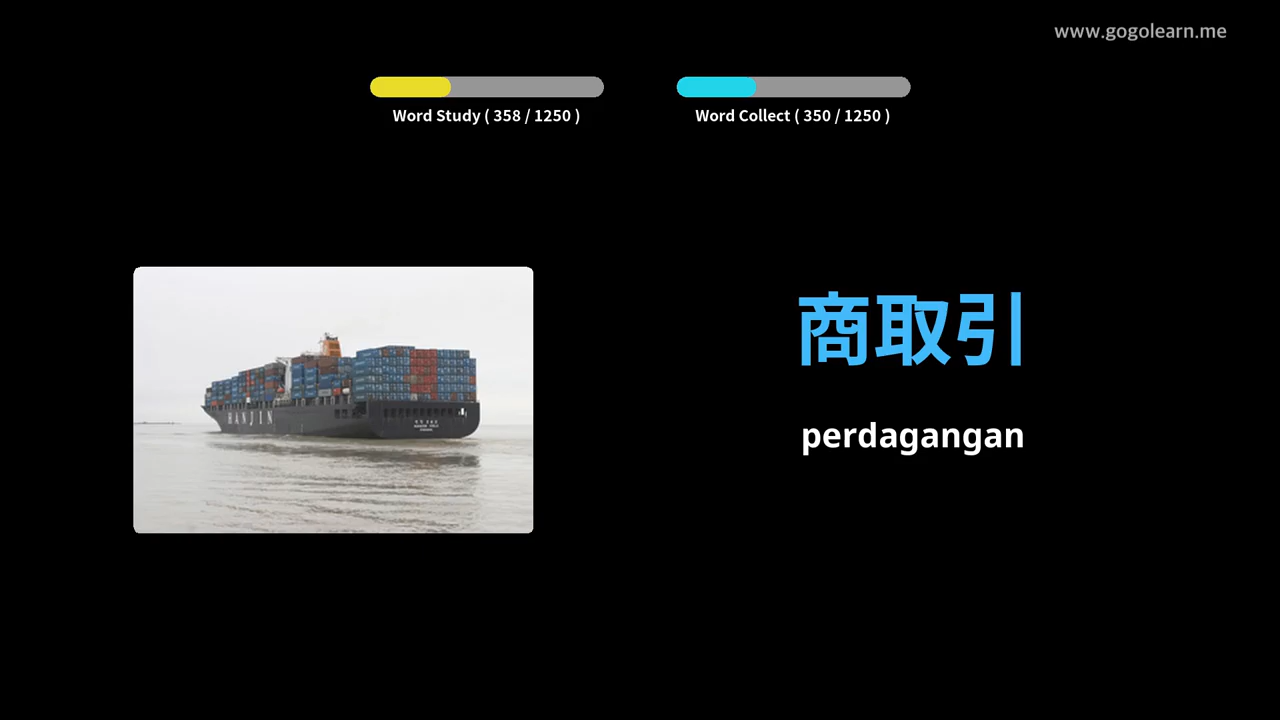 www.gogolearn.me
Word Study ( 358 / 1250 )
Word Collect ( 350 / 1250 )
HANJIN
商取引
perdagangan